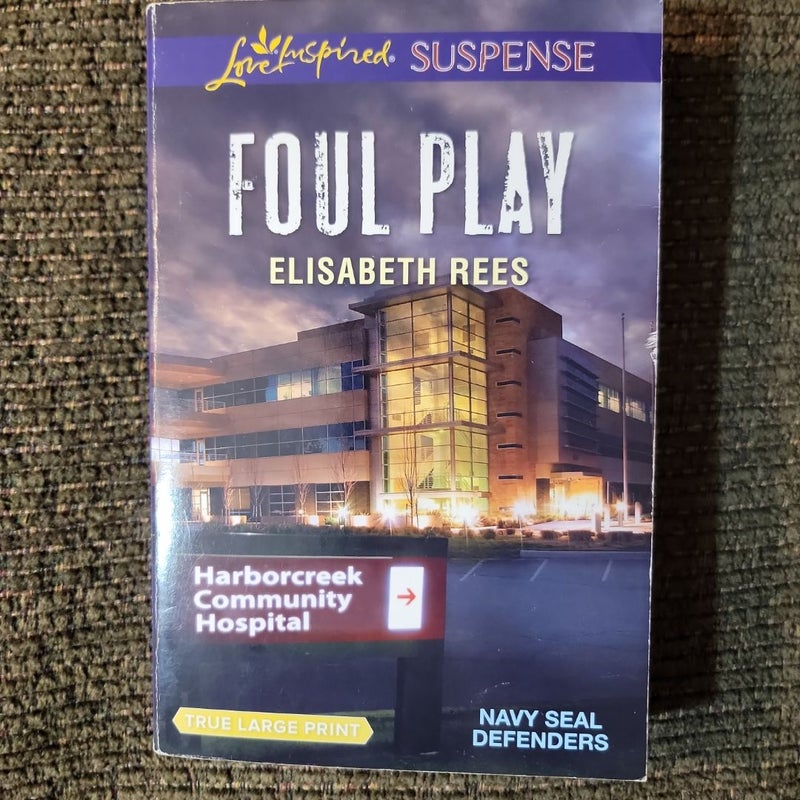 Love Inspired® SUSPENSE
FOUL PLAY
ELISABETH REES
Harborcreek
Community
Hospital
→
TRUE LARGE PRINT
NAVY SEAL
DEFENDERS